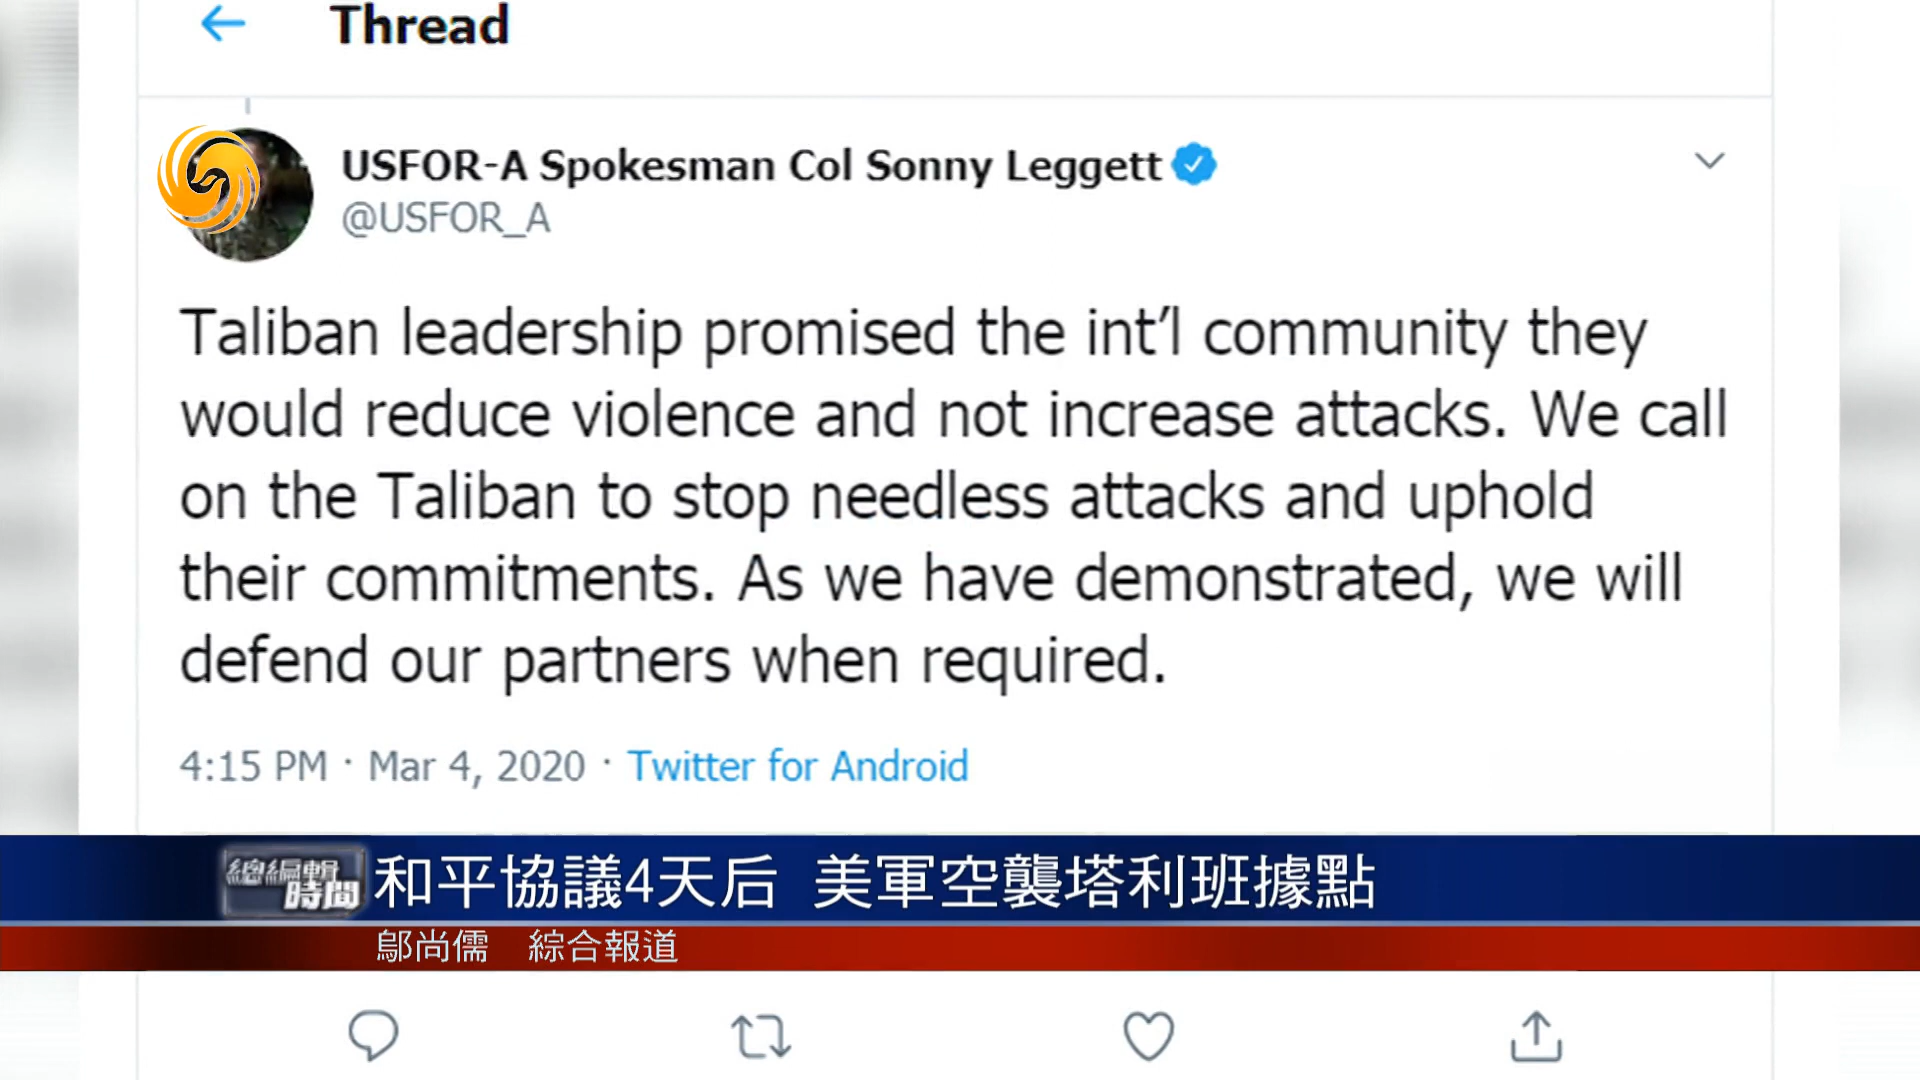 Thread
USFOR-A Spokesman Col Sonny Leggett
@USFOR_A
Taliban leadership promised the int’l community they
would reduce violence and not increase attacks. We call
on the Taliban to stop needless attacks and uphold
their commitments. As we have demonstrated, we will
defend our partners when required.
4:15 PM · Mar 4, 2020 · Twitter for Android
總編輯
時間
和平協議4天后 美軍空襲塔利班據點
鄔尚儒 綜合報道